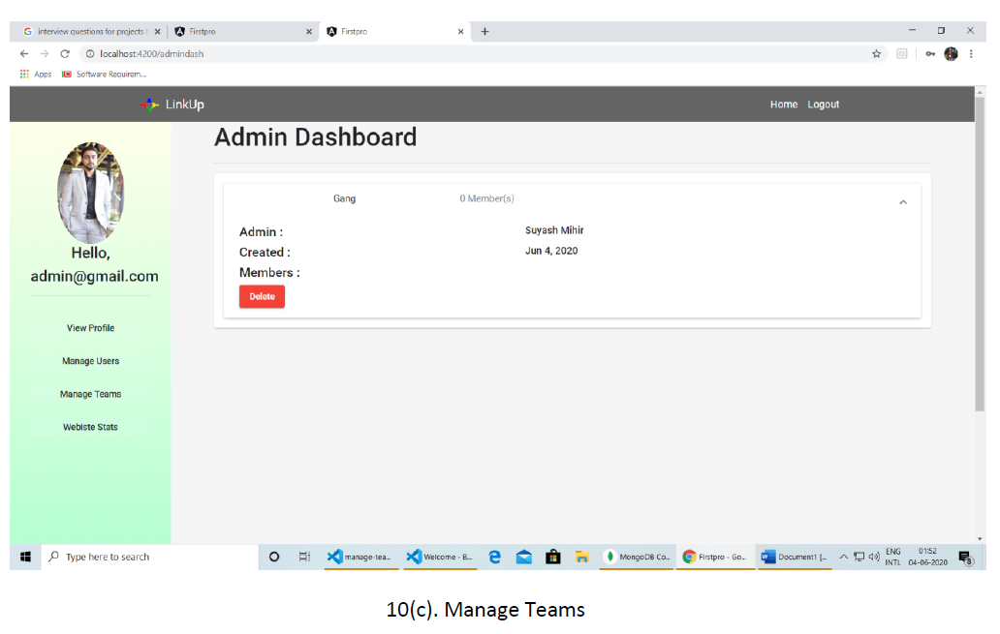 interview questions for projects
Firstpro
Firstpro
localhost:4200/admindash
Apps
Software Requirem...
LinkUp
Home
Logout
Admin Dashboard
Hello,
admin@gmail.com
View Profile
Manage Users
Manage Teams
Webiste Stats
Gang
0 Member(s)
Admin :
Suyash Mihir
Created :
Jun 4, 2020
Members :
Delete
Type here to search
manage-tea...
Welcome - B...
MongoDB Co...
Firstpro - Go...
Document1 [...
ENG
INTL
01:52
04-06-2020
10(c). Manage Teams